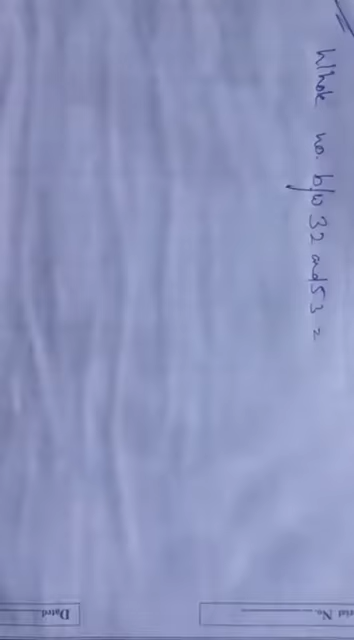 Whole no. b/w 32 and 53 =
Dated
No.